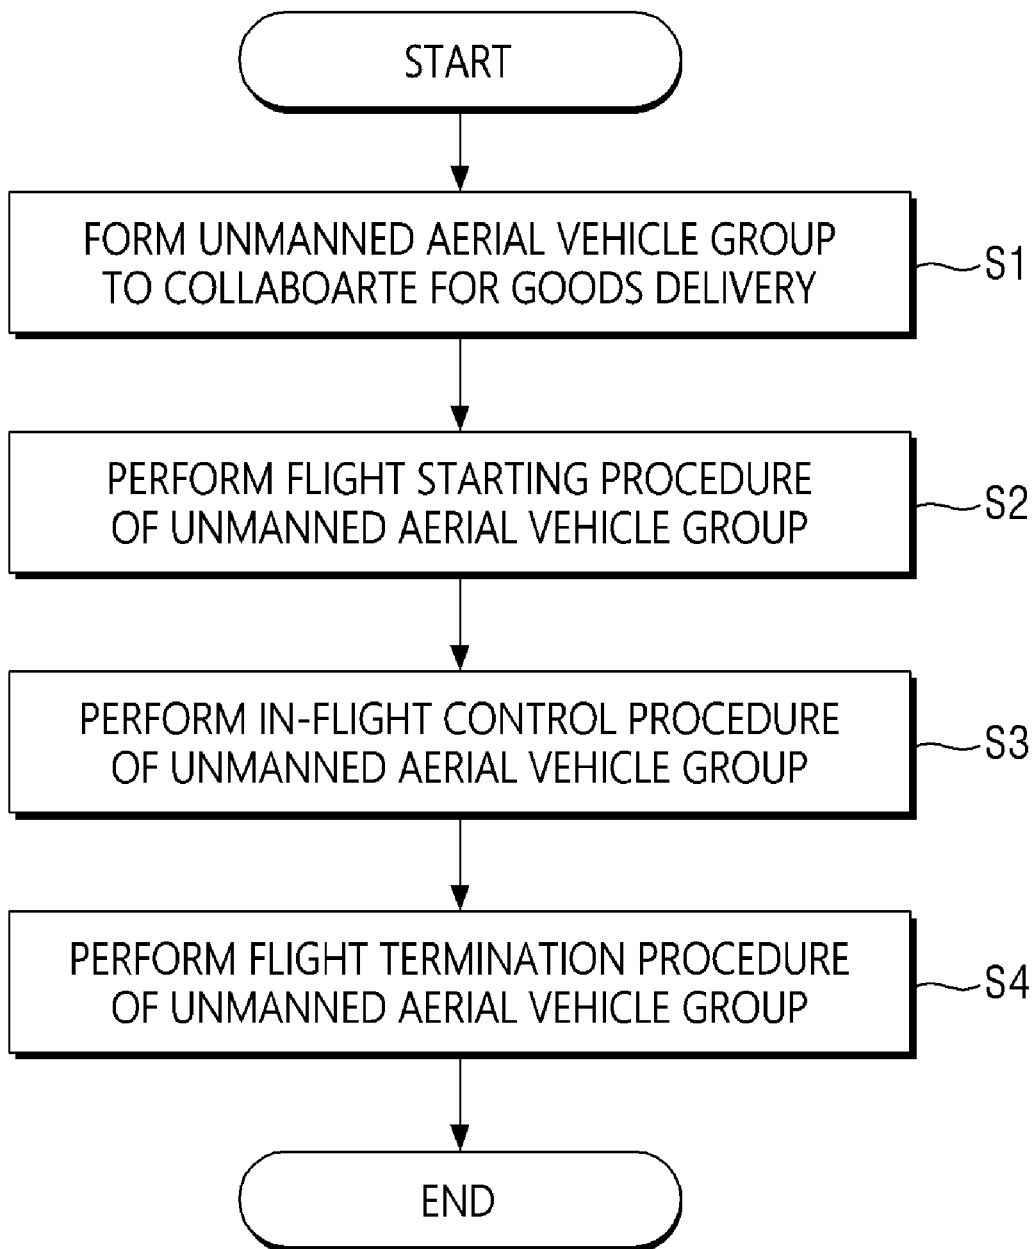 START
FORM UNMANNED AERIAL VEHICLE GROUP
TO COLLABOARTE FOR GOODS DELIVERY
S1
PERFORM FLIGHT STARTING PROCEDURE
OF UNMANNED AERIAL VEHICLE GROUP
S2
PERFORM IN-FLIGHT CONTROL PROCEDURE
OF UNMANNED AERIAL VEHICLE GROUP
S3
PERFORM FLIGHT TERMINATION PROCEDURE
OF UNMANNED AERIAL VEHICLE GROUP
S4
END